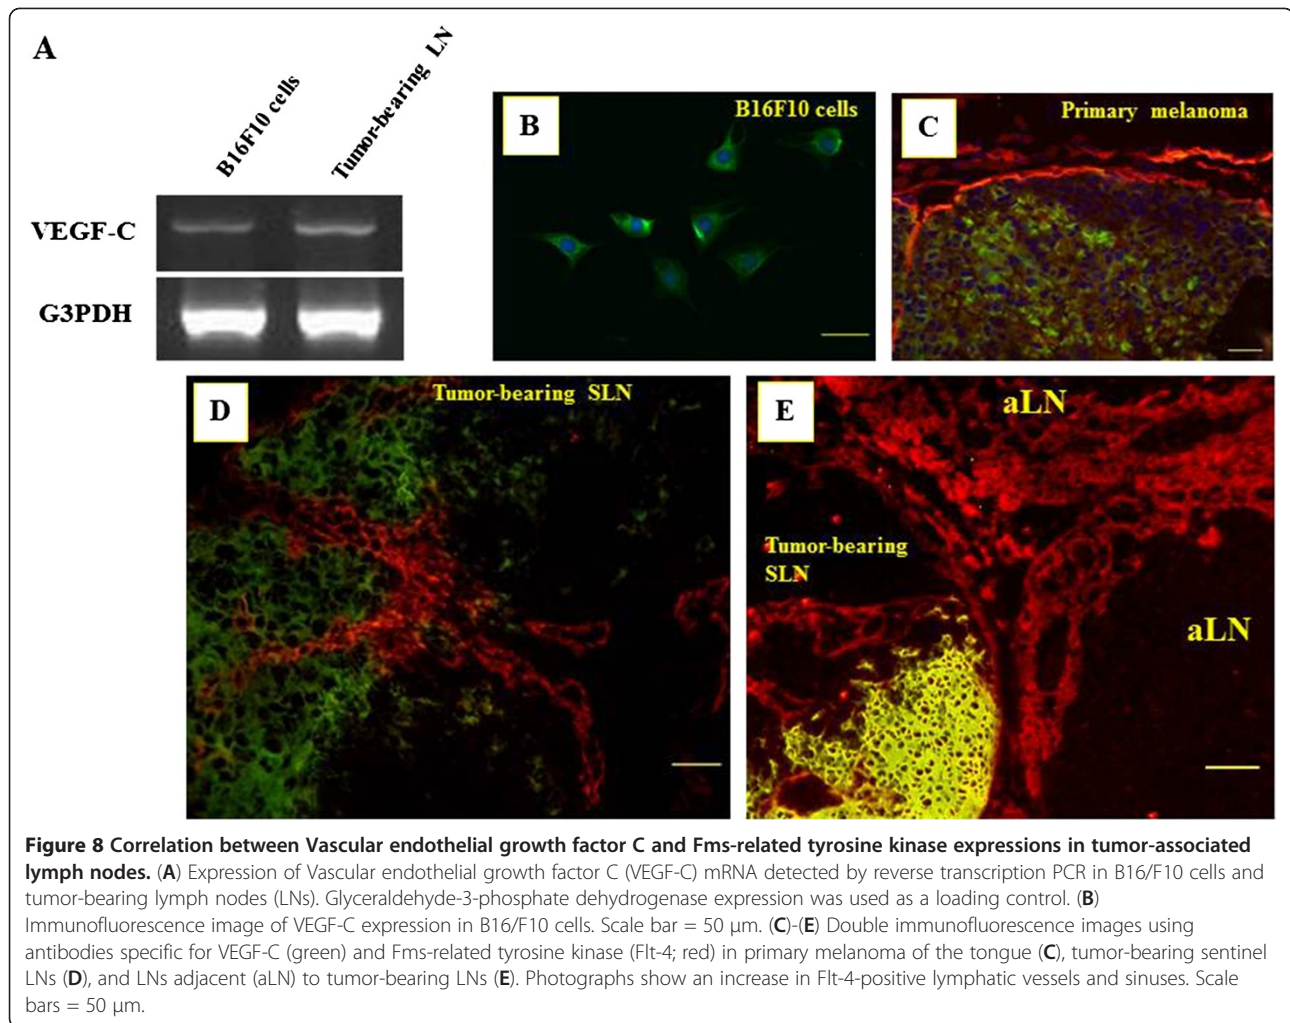 A
B16F10 cells
Tumor-bearing LN
VEGF-C
G3PDH
B
B16F10 cells
C
Primary melanoma
D
Tumor-bearing SLN
E
aLN
Tumor-bearing
SLN
aLN
Figure 8 Correlation between Vascular endothelial growth factor C and Fms-related tyrosine kinase expressions in tumor-associated
lymph nodes. (A) Expression of Vascular endothelial growth factor C (VEGF-C) mRNA detected by reverse transcription PCR in B16/F10 cells and
tumor-bearing lymph nodes (LNs). Glyceraldehyde-3-phosphate dehydrogenase expression was used as a loading control. (B)
Immunofluorescence image of VEGF-C expression in B16/F10 cells. Scale bar = 50 μm. (C)-(E) Double immunofluorescence images using
antibodies specific for VEGF-C (green) and Fms-related tyrosine kinase (Flt-4; red) in primary melanoma of the tongue (C), tumor-bearing sentinel
LNs (D), and LNs adjacent (aLN) to tumor-bearing LNs (E). Photographs show an increase in Flt-4-positive lymphatic vessels and sinuses. Scale
bars = 50 μm.